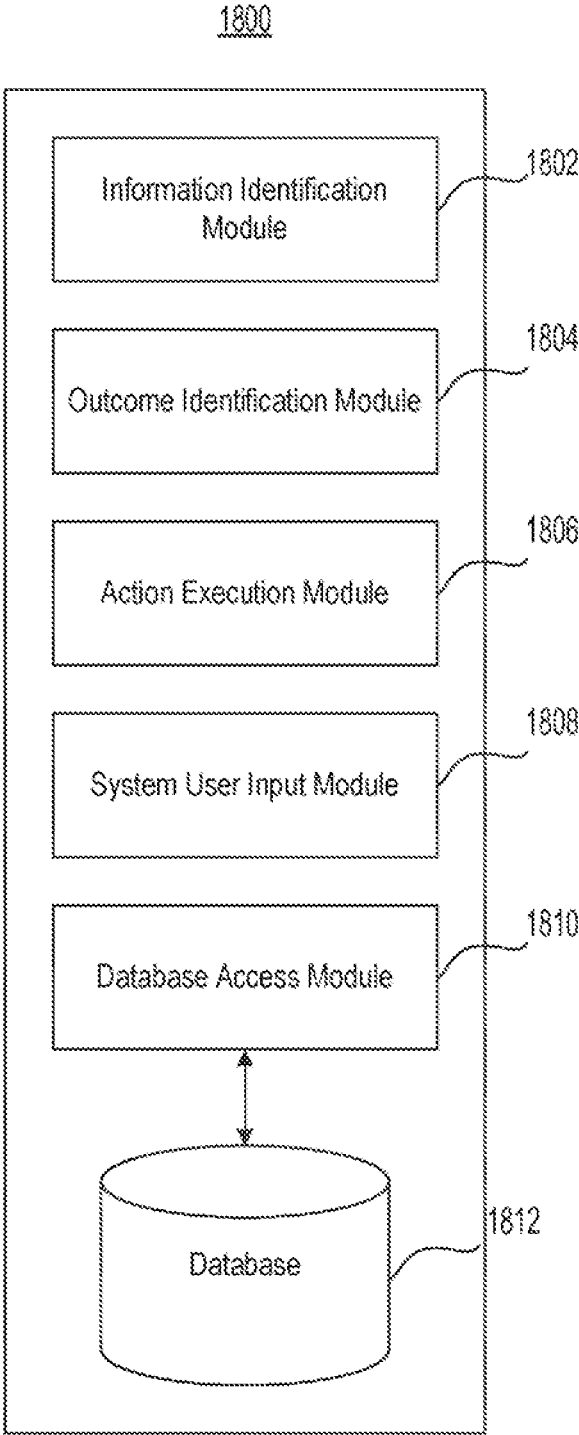 1800
Information Identification
Module
1802
Outcome Identification Module
1804
Action Execution Module
1806
System User Input Module
1808
Database Access Module
1810
Database
1812